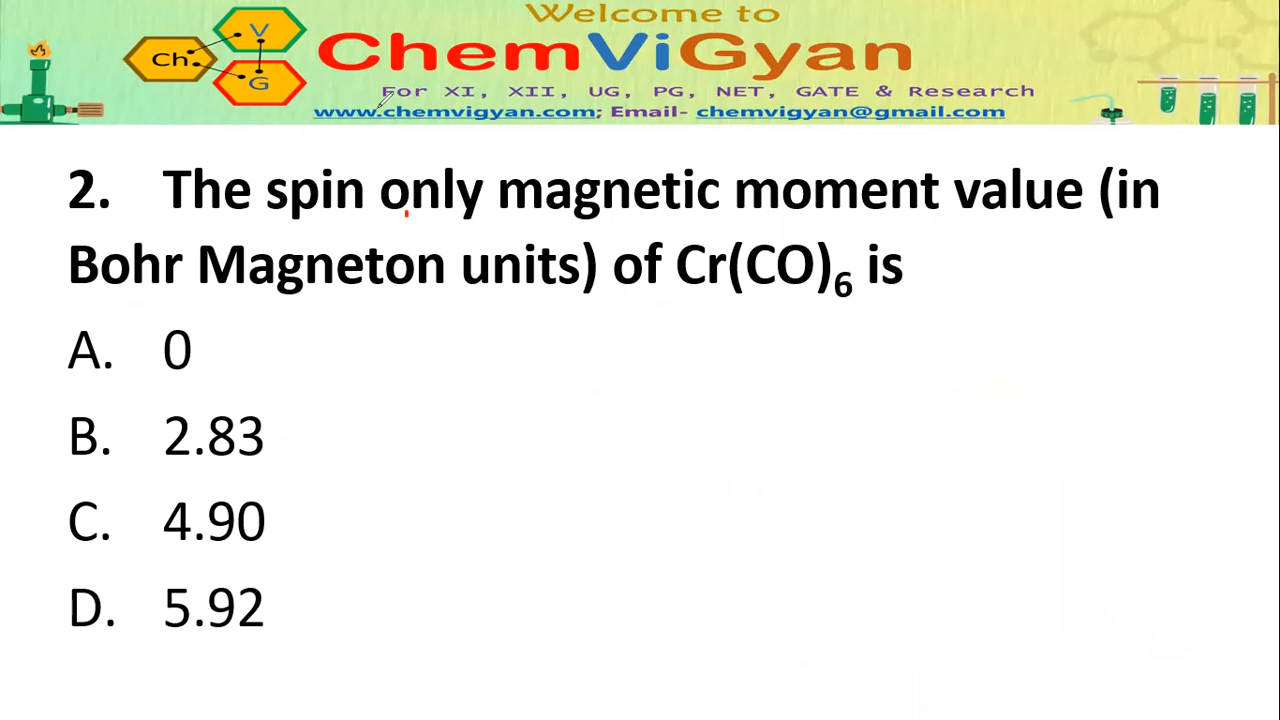 Welcome to
Ch V G
ChemViGyan
For XI, XII, UG, PG, NET, GATE & Research
www.chemvigyan.com; Email- chemvigyan@gmail.com
2. The spin only magnetic moment value (in
Bohr Magneton units) of Cr(CO)₆ is
A. 0
B. 2.83
C. 4.90
D. 5.92